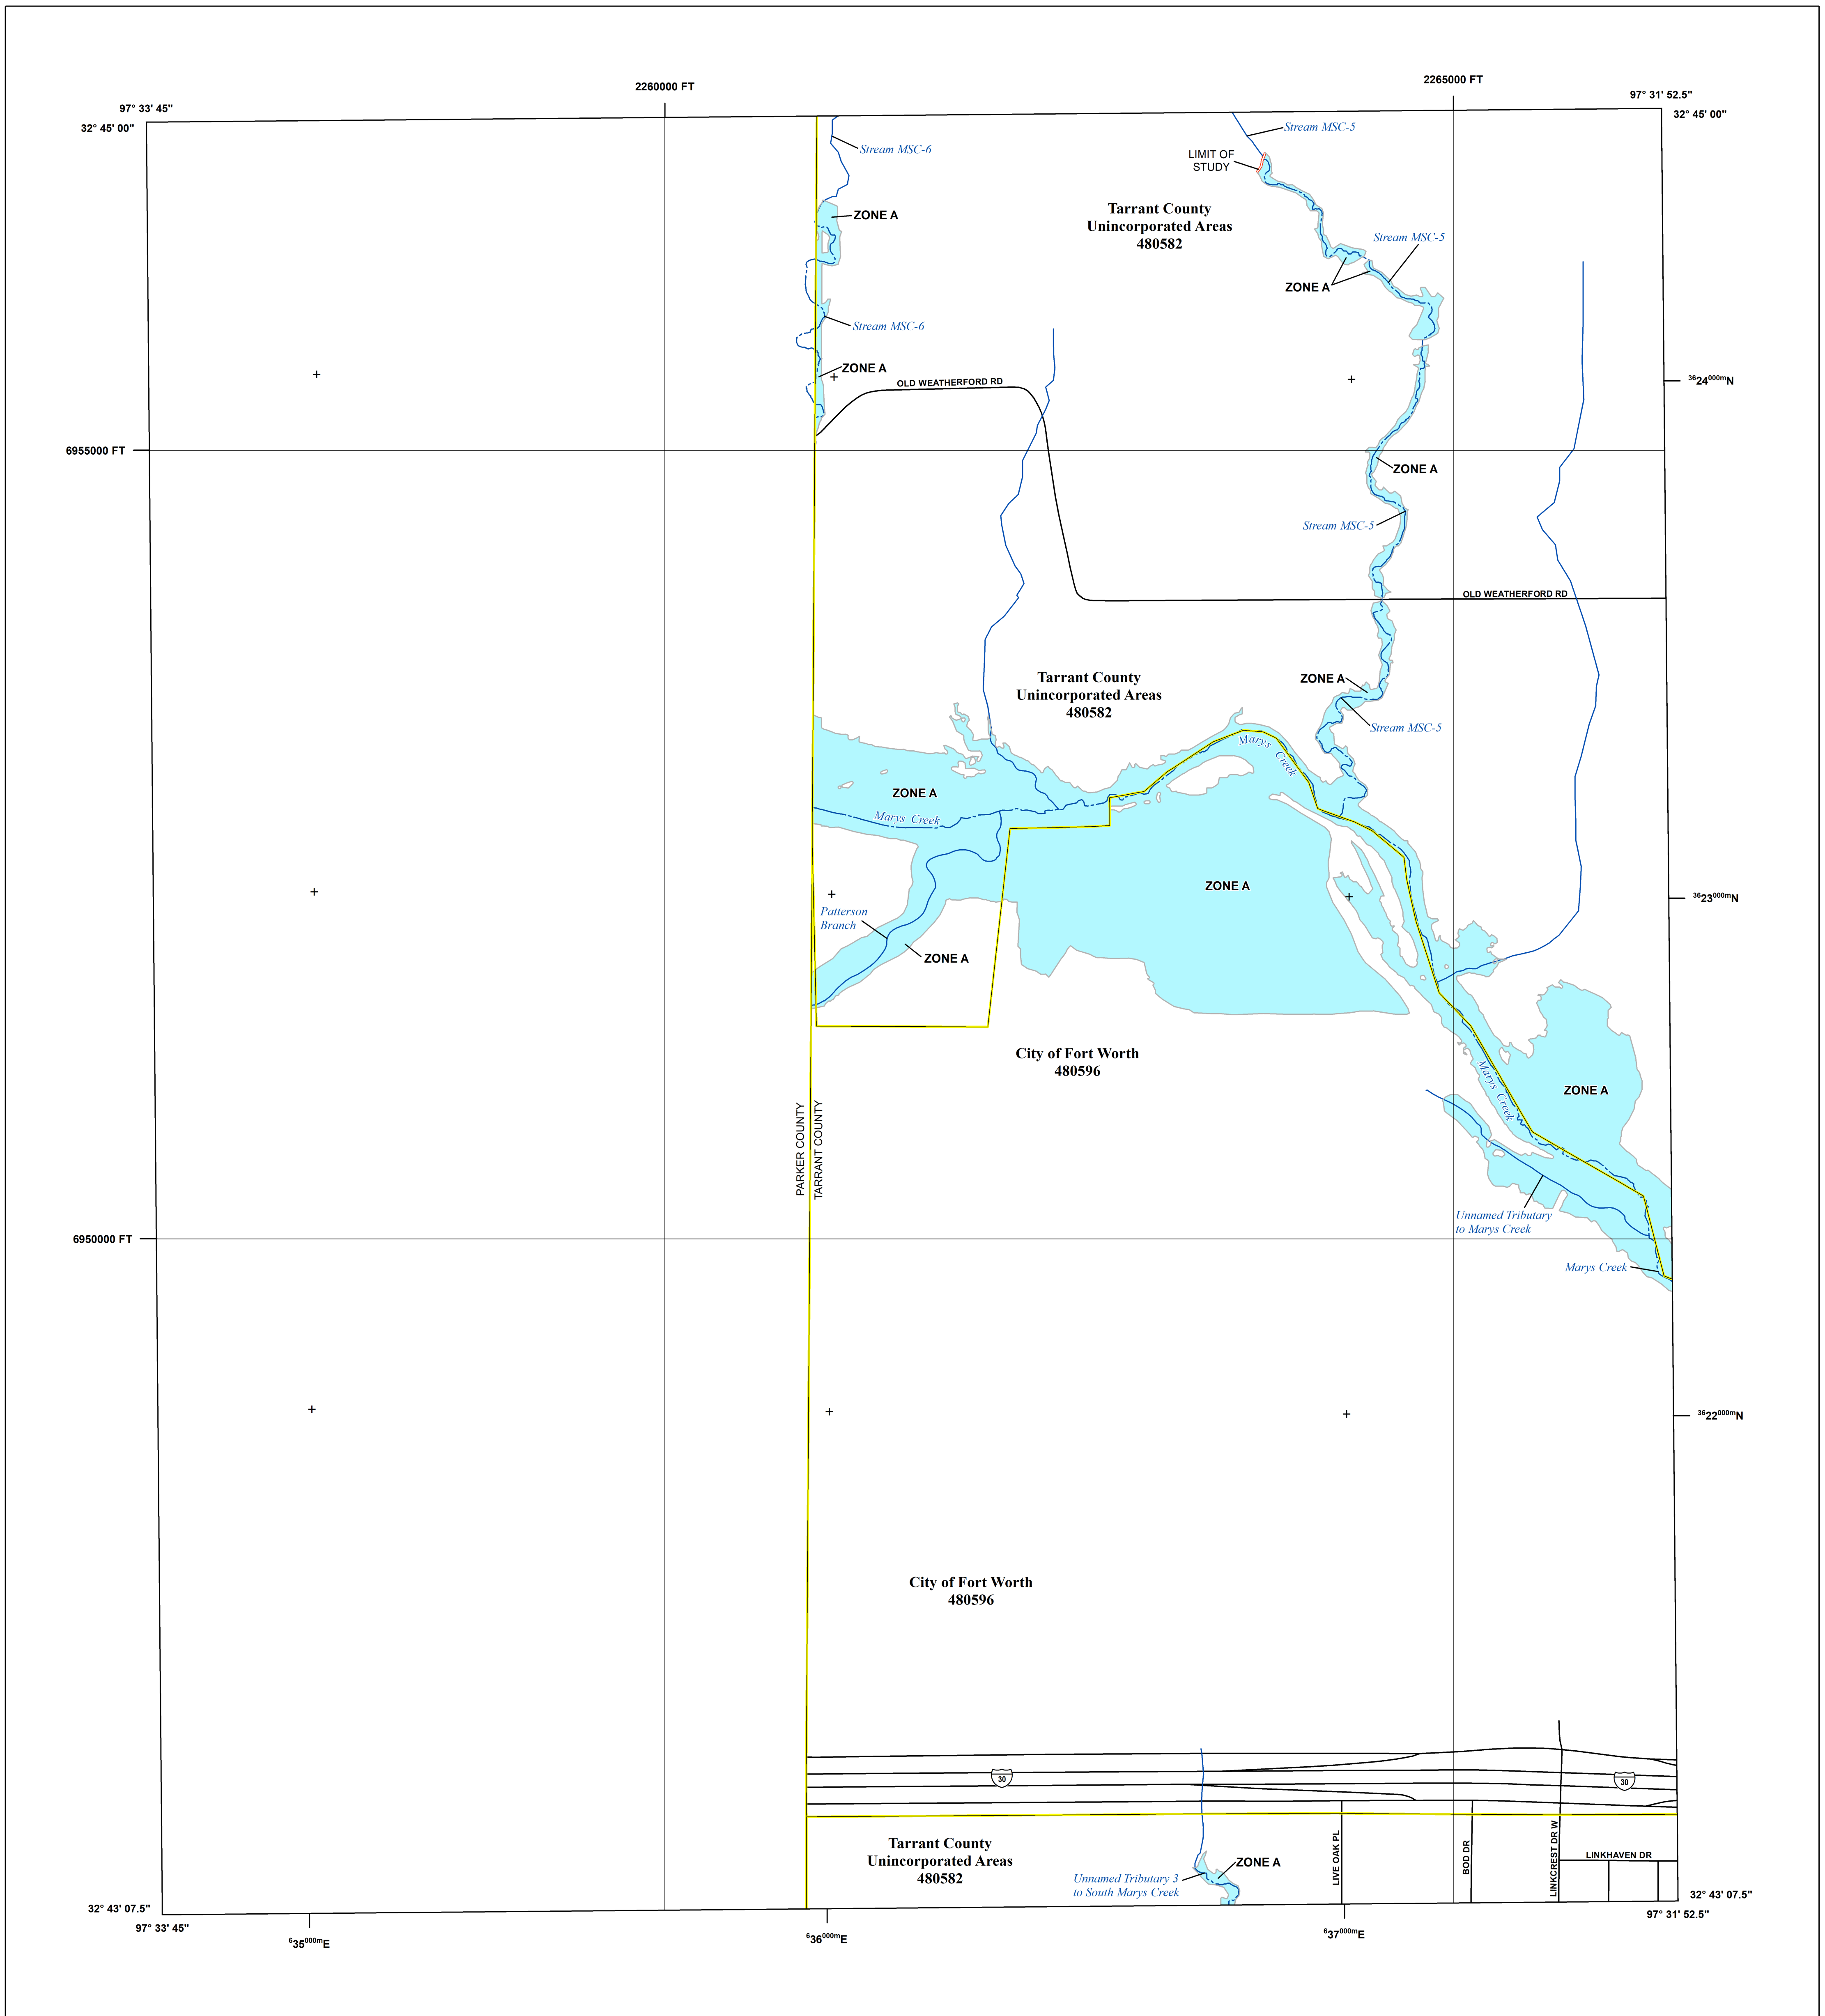 2260000 FT
2265000 FT
97° 33' 45"
97° 31' 52.5"
32° 45' 00"
32° 45' 00"
Stream MSC-5
Stream MSC-6
LIMIT OF
STUDY
ZONE A
Tarrant County
Unincorporated Areas
480582
Stream MSC-5
ZONE A
Stream MSC-6
ZONE A
OLD WEATHERFORD RD
3624000mN
6955000 FT
ZONE A
Stream MSC-5
OLD WEATHERFORD RD
Tarrant County
Unincorporated Areas
480582
ZONE A
Stream MSC-5
Marys Creek
ZONE A
Marys Creek
ZONE A
3623000mN
Patterson
Branch
ZONE A
City of Fort Worth
480596
PARKER COUNTY
TARRANT COUNTY
Marys Creek
ZONE A
Unnamed Tributary
to Marys Creek
6950000 FT
Marys Creek
3622000mN
City of Fort Worth
480596
30
30
Tarrant County
Unincorporated Areas
480582
Unnamed Tributary 3
to South Marys Creek
ZONE A
LIVE OAK PL
BOD DR
LINKCREST DR W
LINKHAVEN DR
32° 43' 07.5"
32° 43' 07.5"
97° 33' 45"
97° 31' 52.5"
635000mE
636000mE
637000mE